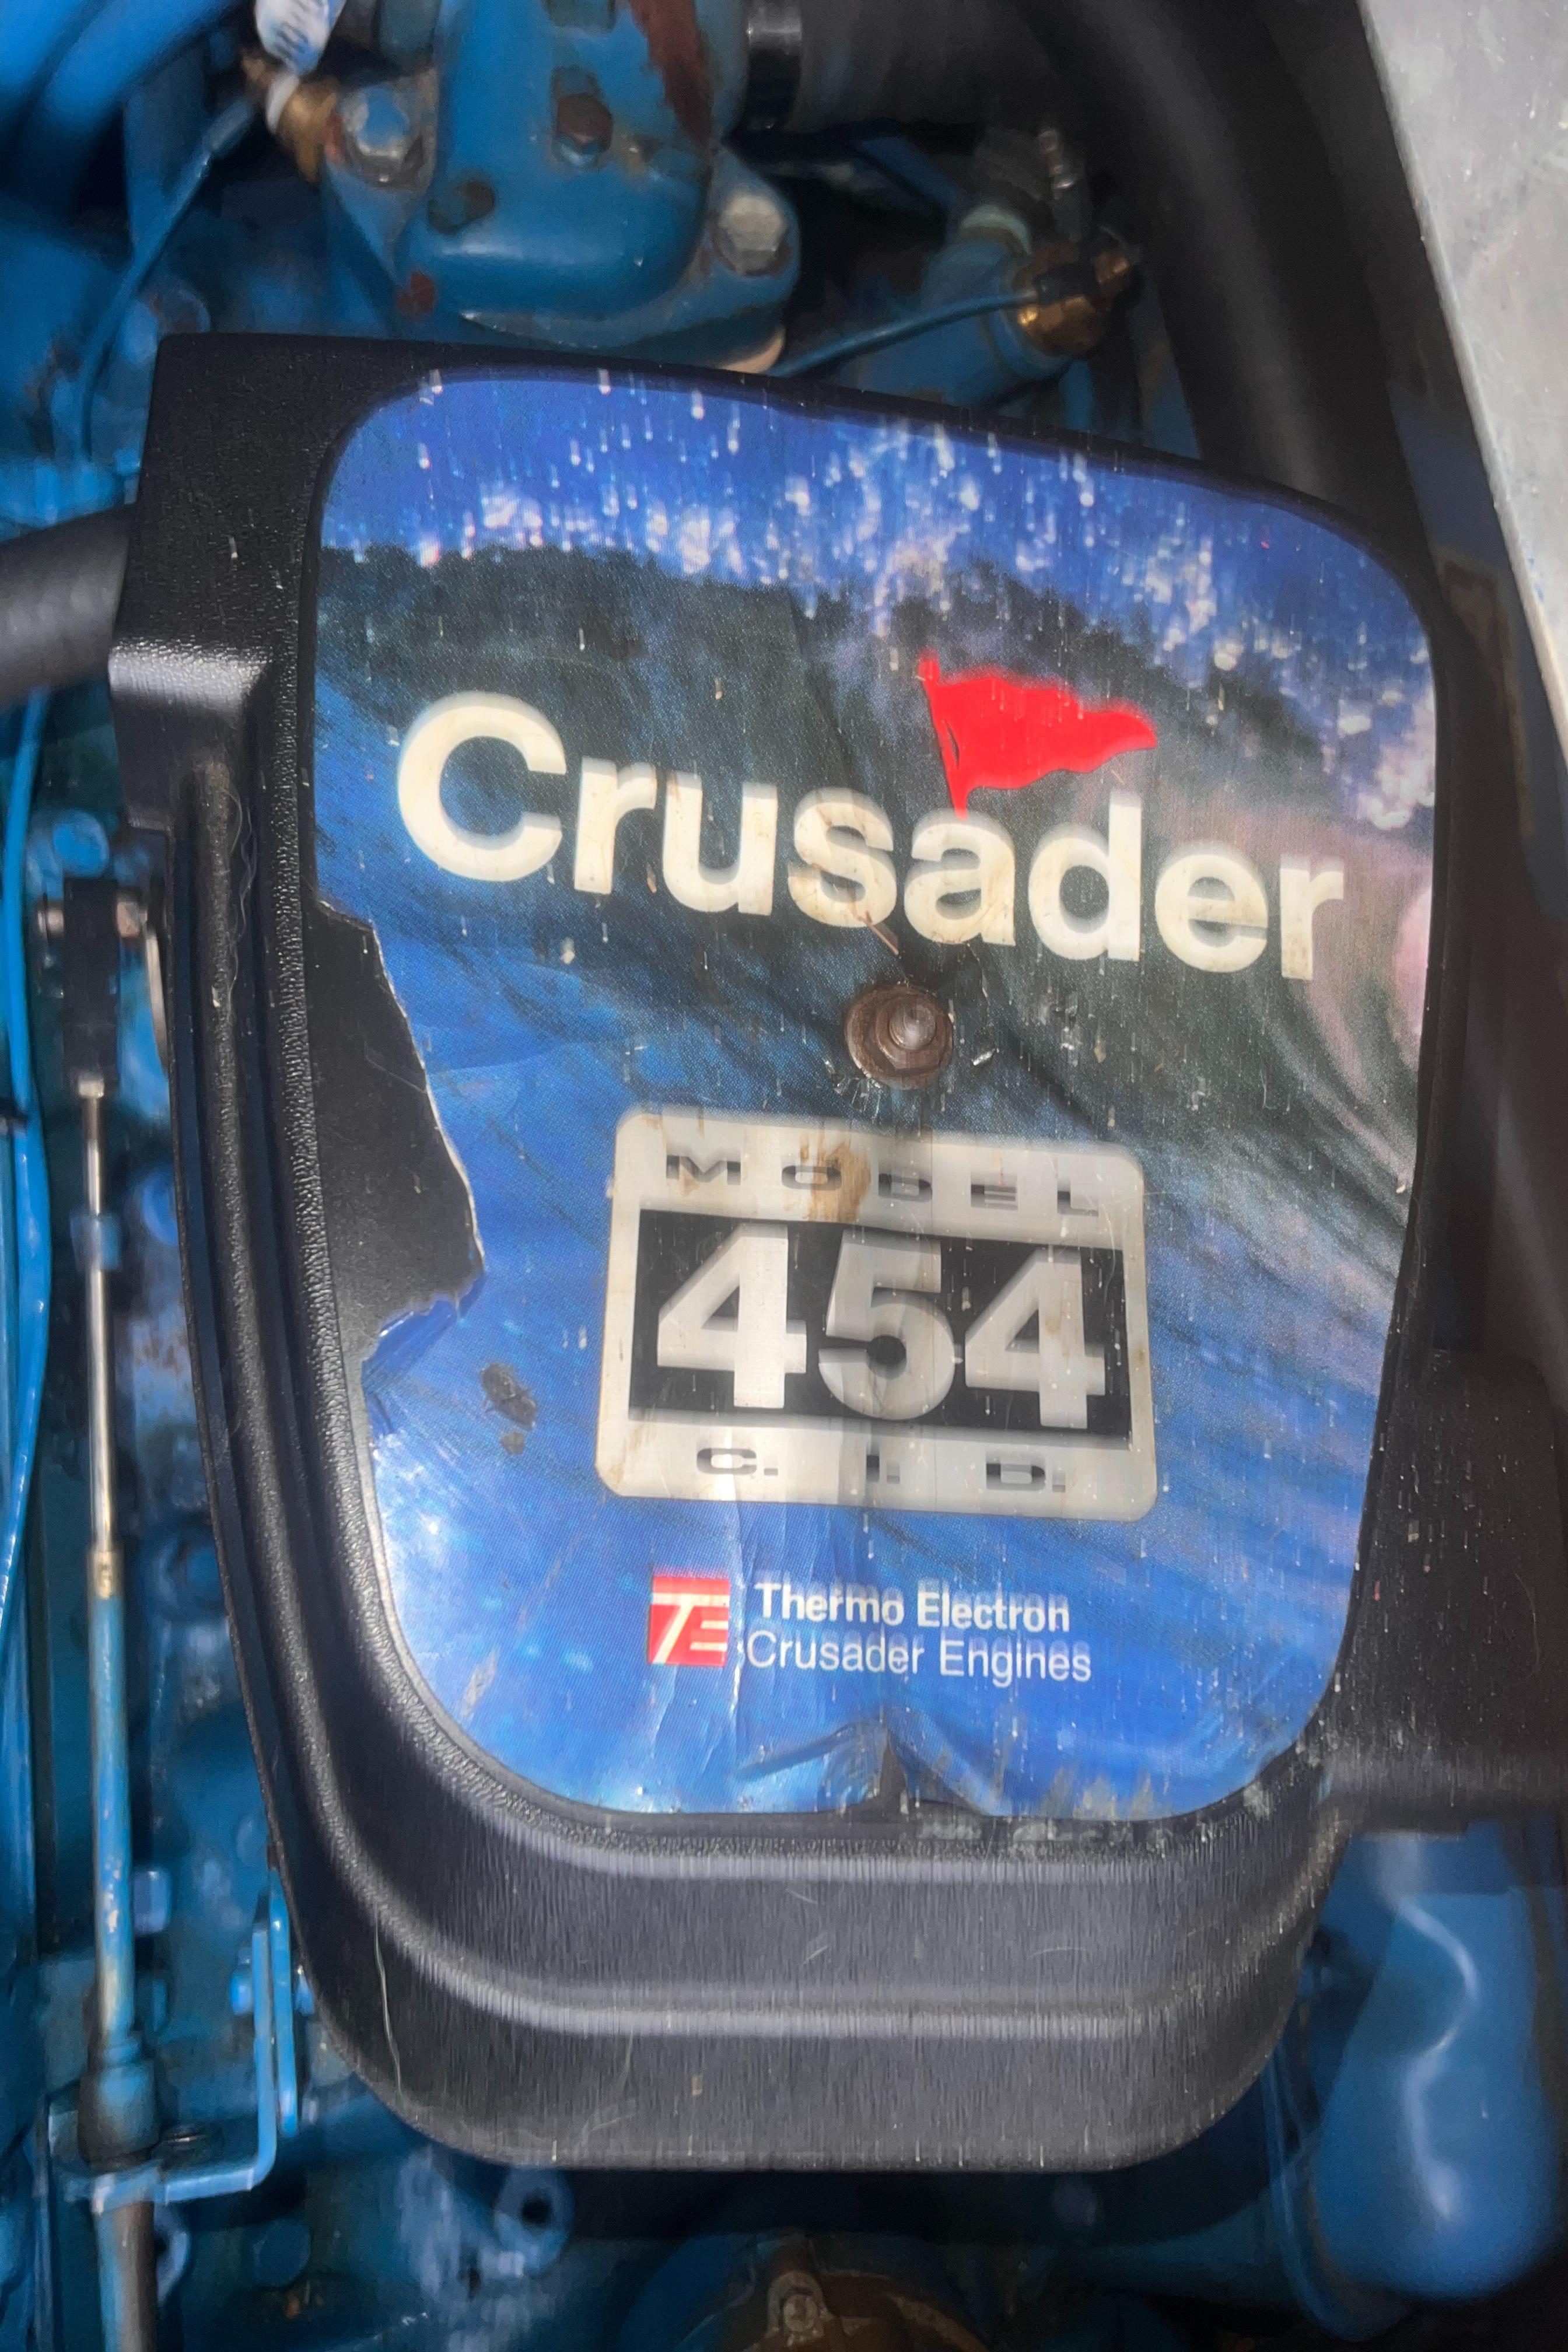 Crusader
MODEL
454
C. I. D.
TE Thermo Electron
Crusader Engines